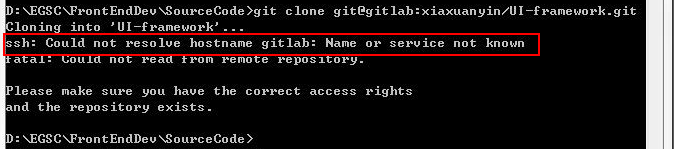 D:\EGSC\FrontEndDev\SourceCode>git clone git@gitlab:xiaxuanyin/UI-framework.git
Cloning into 'UI-framework'...
ssh: Could not resolve hostname gitlab: Name or service not known
fatal: Could not read from remote repository.
Please make sure you have the correct access rights
and the repository exists.
D:\EGSC\FrontEndDev\SourceCode>